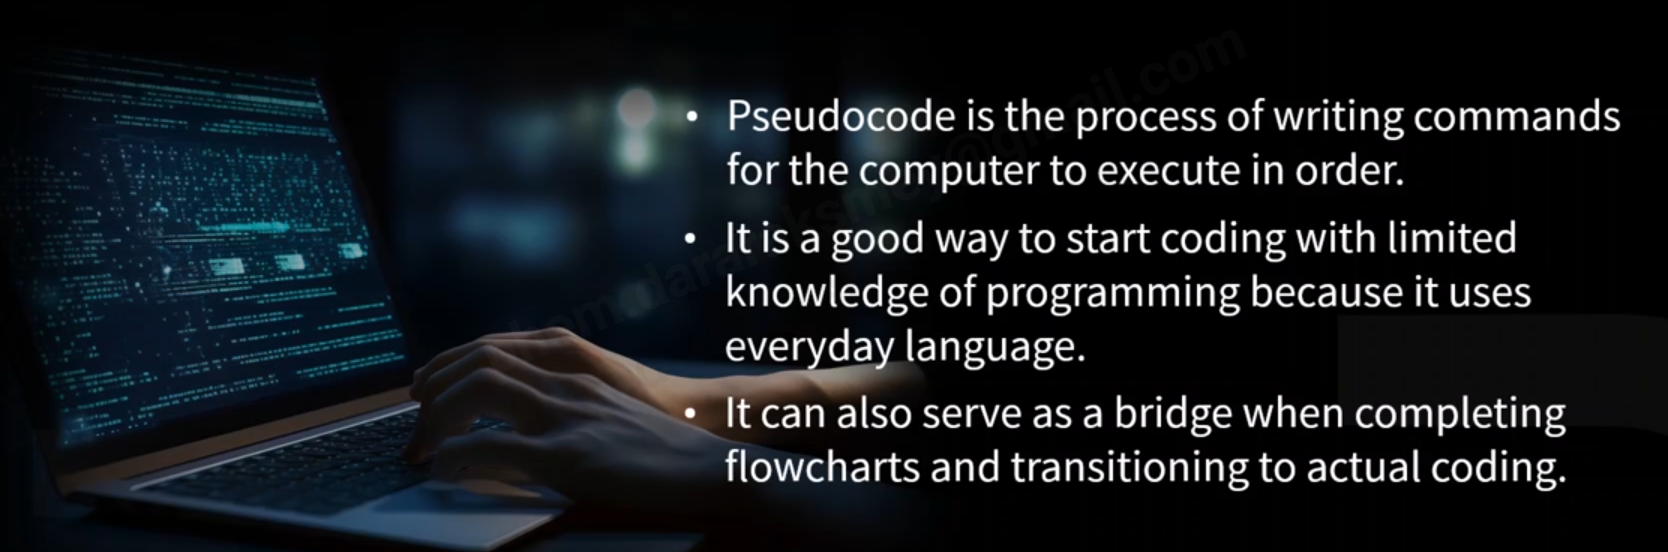 • Pseudocode is the process of writing commands
for the computer to execute in order.
• It is a good way to start coding with limited
knowledge of programming because it uses
everyday language.
• It can also serve as a bridge when completing
flowcharts and transitioning to actual coding.